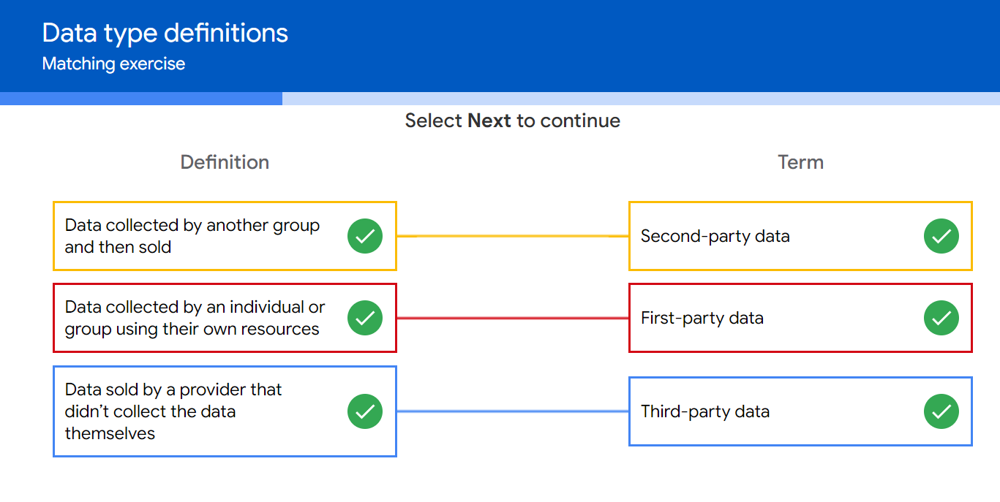 Data type definitions
Matching exercise
Select Next to continue
Definition
Term
Data collected by another group
and then sold
Second-party data
Data collected by an individual or
group using their own resources
First-party data
Data sold by a provider that
didn’t collect the data
themselves
Third-party data